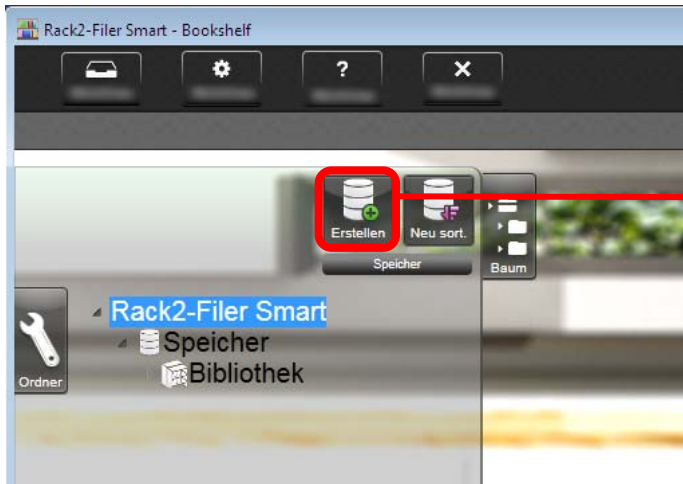 Rack2-Filer Smart - Bookshelf
?
Erstellen
Neu sort.
Speicher
Baum
Ordner
Rack2-Filer Smart
Speicher
Bibliothek